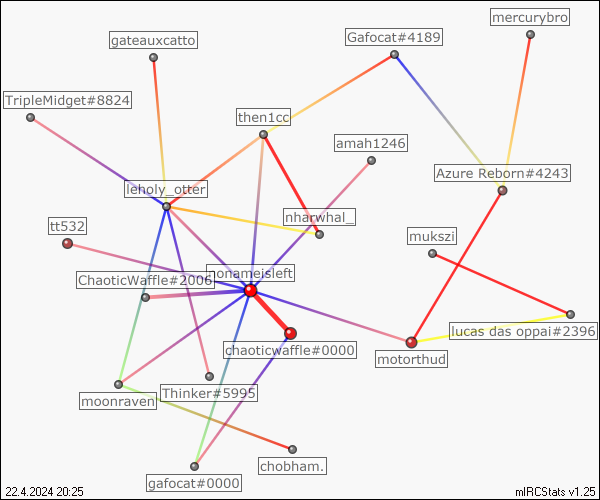 mercurybro
gateauxcatto
Gafocat#4189
TripleMidget#8824
then1cc
amah1246
Azure Reborn#4243
leholy_otter
nharwhal_
tt532
mukszi
nonameisleft
ChaoticWaffle#2006
lucas das oppai#2396
chaoticwaffle#0000
motorthud
Thinker#5995
moonraven
chobham.
gafocat#0000
22.4.2024 20:25
mIRCStats v1.25